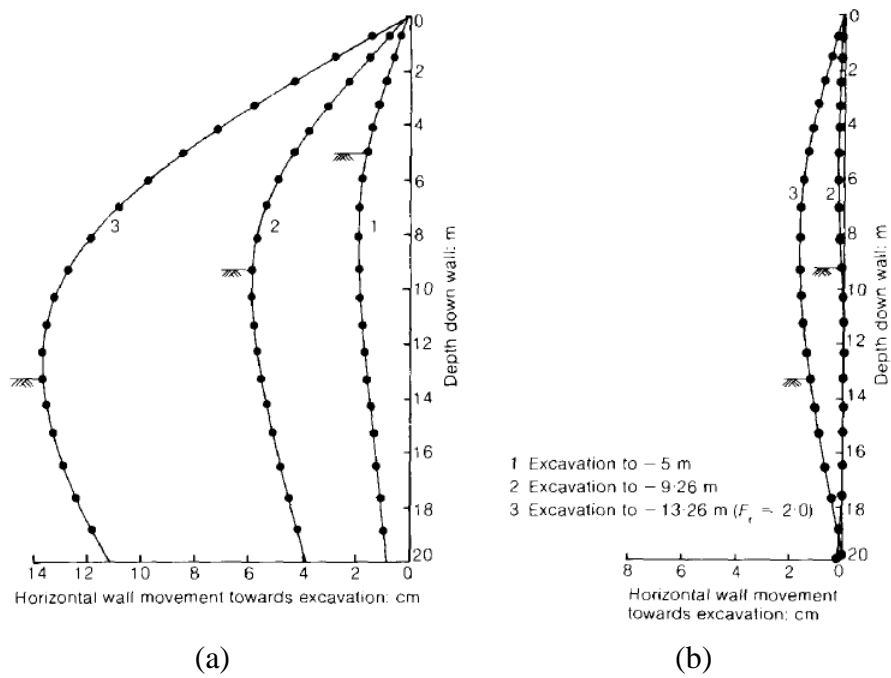 0
2
4
6
8
10
12
14
16
18
20
Depth down wall: m
3
2
1
14 12 10 8 6 4 2 0
Horizontal wall movement towards excavation: cm
(a)
0
2
4
6
8
10
12
14
16
18
20
Depth down wall: m
3
2
1 Excavation to − 5 m
2 Excavation to − 9·26 m
3 Excavation to − 13·26 m (Fr = 2·0)
8 6 4 2 0
Horizontal wall movement
towards excavation: cm
(b)